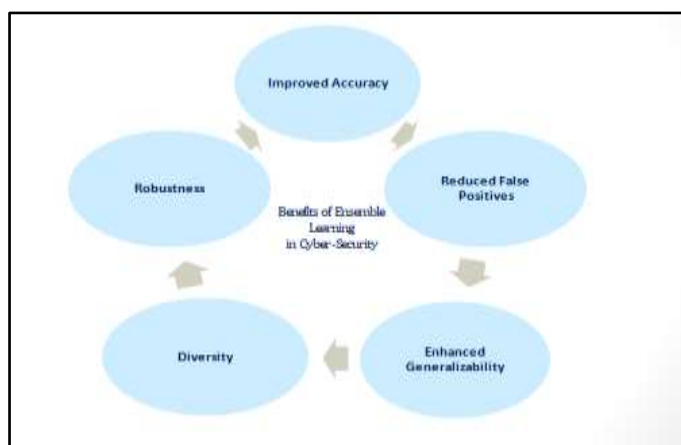 Improved Accuracy
Robustness
Reduced False
Positives
Benefits of Ensemble
Learning
in Cyber-Security
Diversity
Enhanced
Generalizability